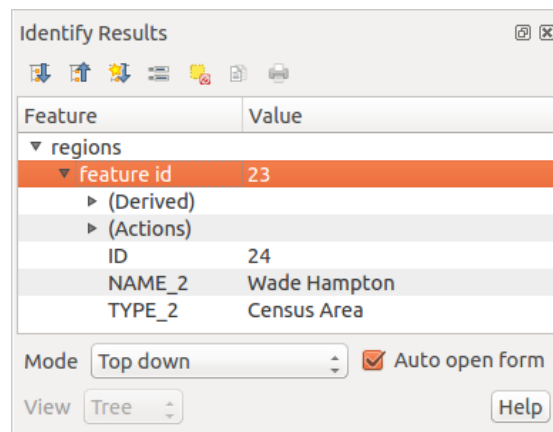 Identify Results
Feature Value
regions
feature id 23
(Derived)
(Actions)
ID 24
NAME_2 Wade Hampton
TYPE_2 Census Area
Mode Top down Auto open form
View Tree Help